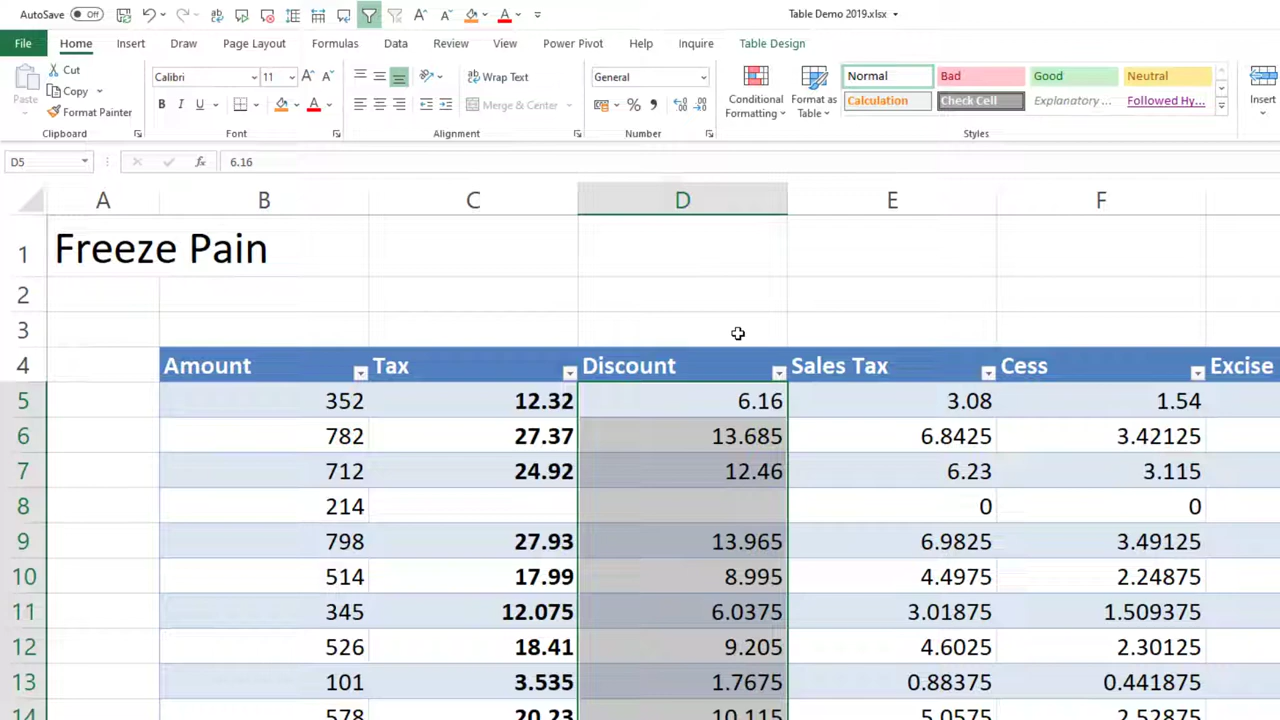 AutoSave Off Table Demo 2019.xlsx
File Home Insert Draw Page Layout Formulas Data Review View Power Pivot Help Inquire Table Design
Paste Cut Copy Format Painter
Calibri 11
B I U A
Wrap Text
Merge & Center
General
Conditional Formatting
Format as Table
Normal Bad Good Neutral
Calculation Check Cell Explanatory ... Followed Hy...
Insert
Clipboard Font Alignment Number Styles
D5 fx 6.16
A B C D E F
1 Freeze Pain
2
3
4 Amount Tax Discount Sales Tax Cess Excise
5 352 12.32 6.16 3.08 1.54
6 782 27.37 13.685 6.8425 3.42125
7 712 24.92 12.46 6.23 3.115
8 214 0 0
9 798 27.93 13.965 6.9825 3.49125
10 514 17.99 8.995 4.4975 2.24875
11 345 12.075 6.0375 3.01875 1.509375
12 526 18.41 9.205 4.6025 2.30125
13 101 3.535 1.7675 0.88375 0.441875
14 578 20.23 10.115 5.0575 2.52875